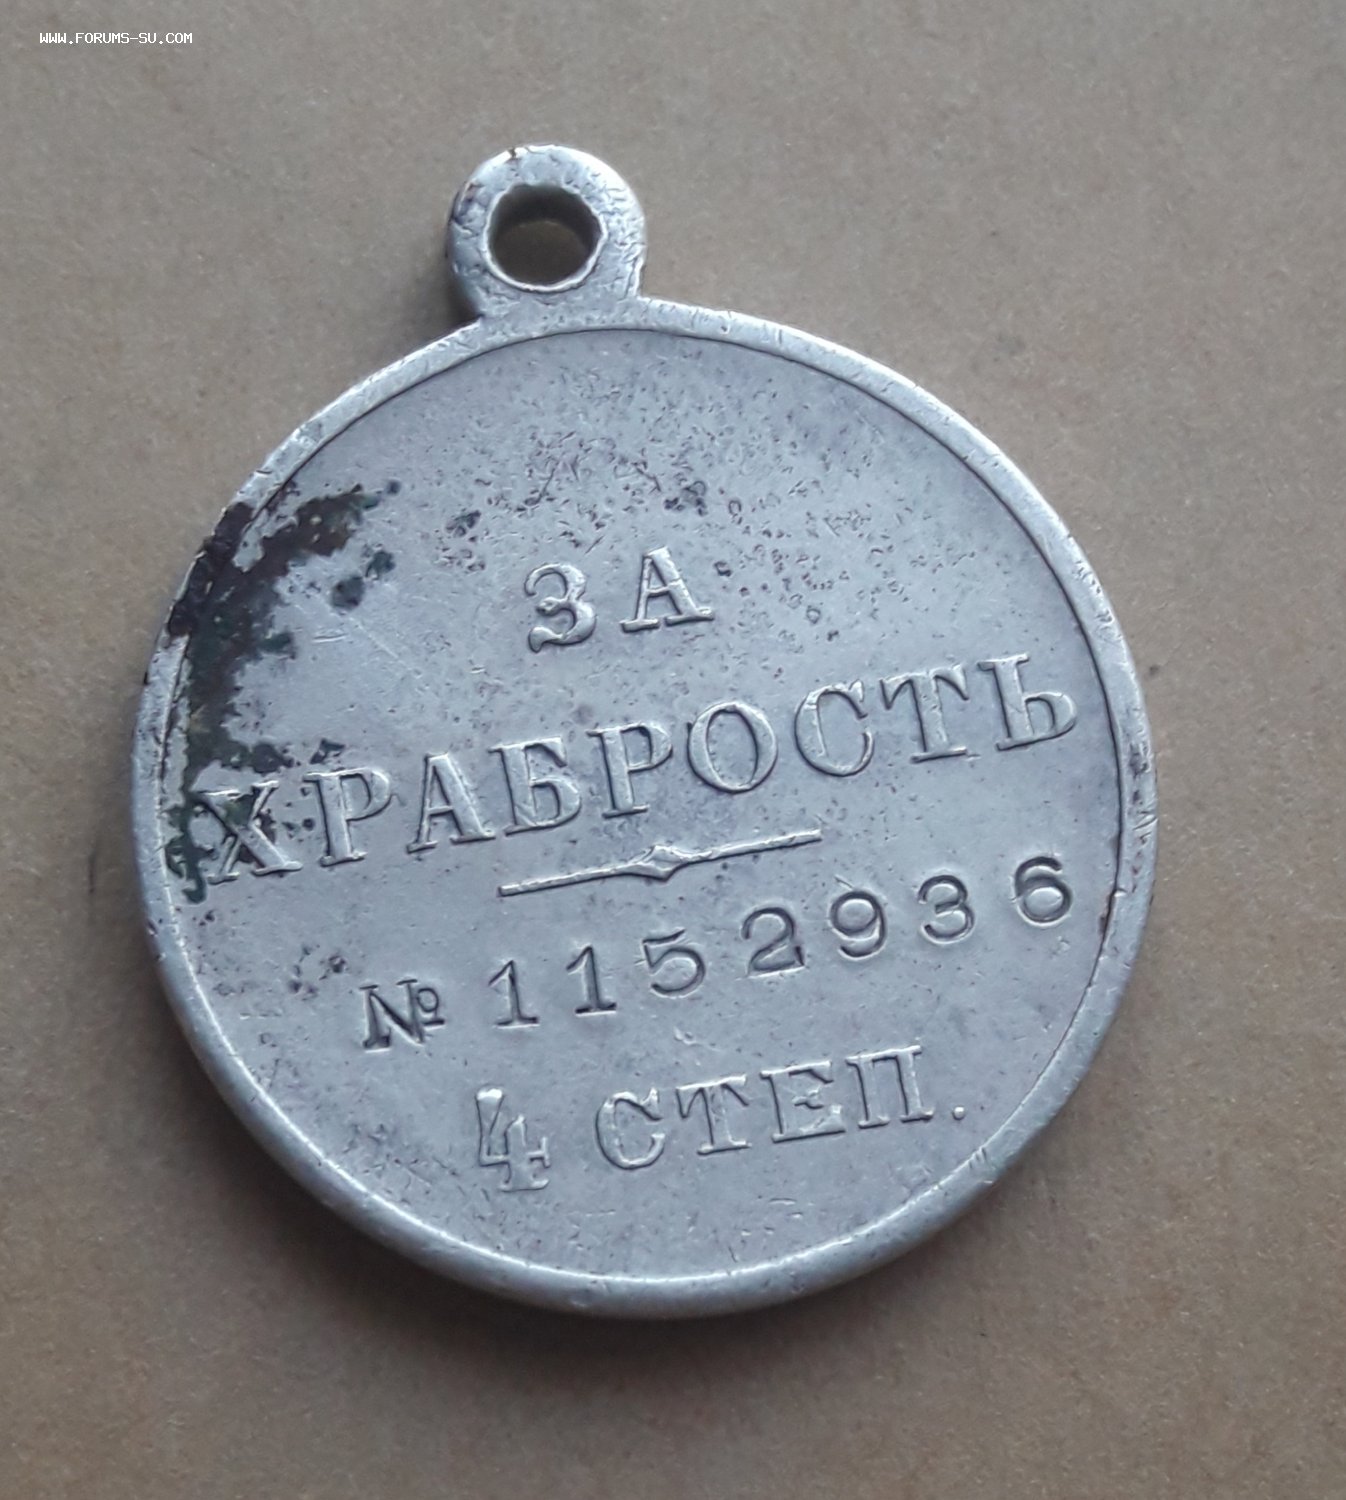 WWW.FORUMS-SU.COM
ЗА
ХРАБРОСТЬ
№ 1152936
4 СТЕП.